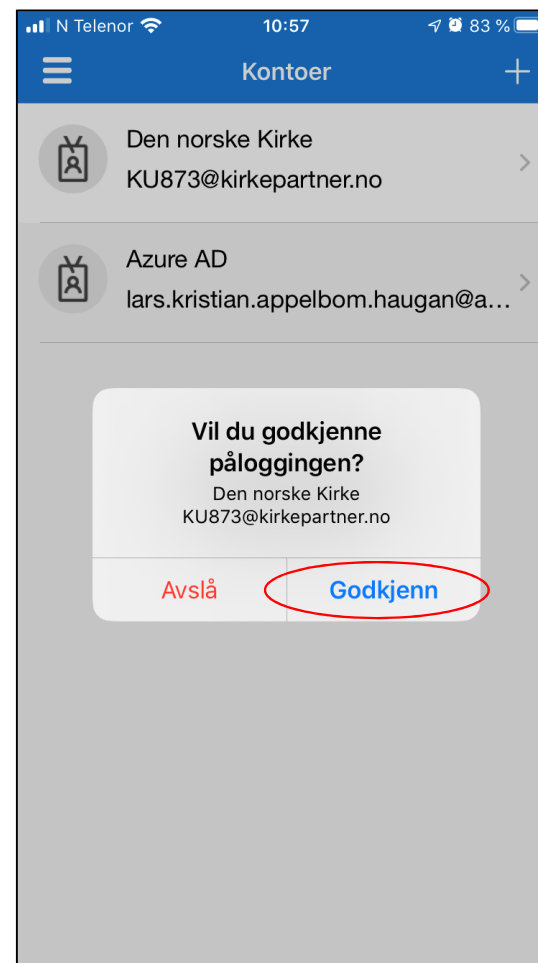 N Telenor 10:57 83 %
Kontoer
Den norske Kirke
KU873@kirkepartner.no
Azure AD
lars.kristian.appelbom.haugan@a...
Vil du godkjenne
påloggingen?
Den norske Kirke
KU873@kirkepartner.no
Avslå Godkjenn